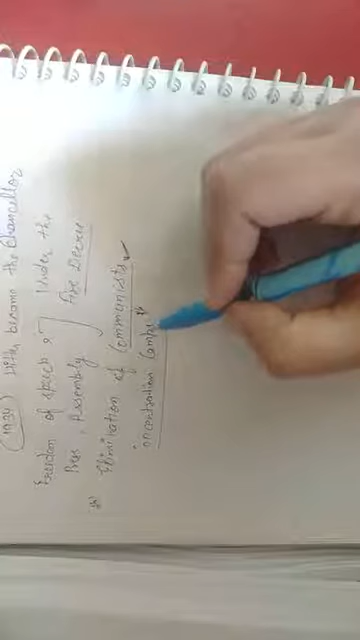 (1934) Hitler became the Chancellor
Freedom of speech, Under the
Press, Assembly Fire Decree
Elimination of Communists ✓
Concentration Camps